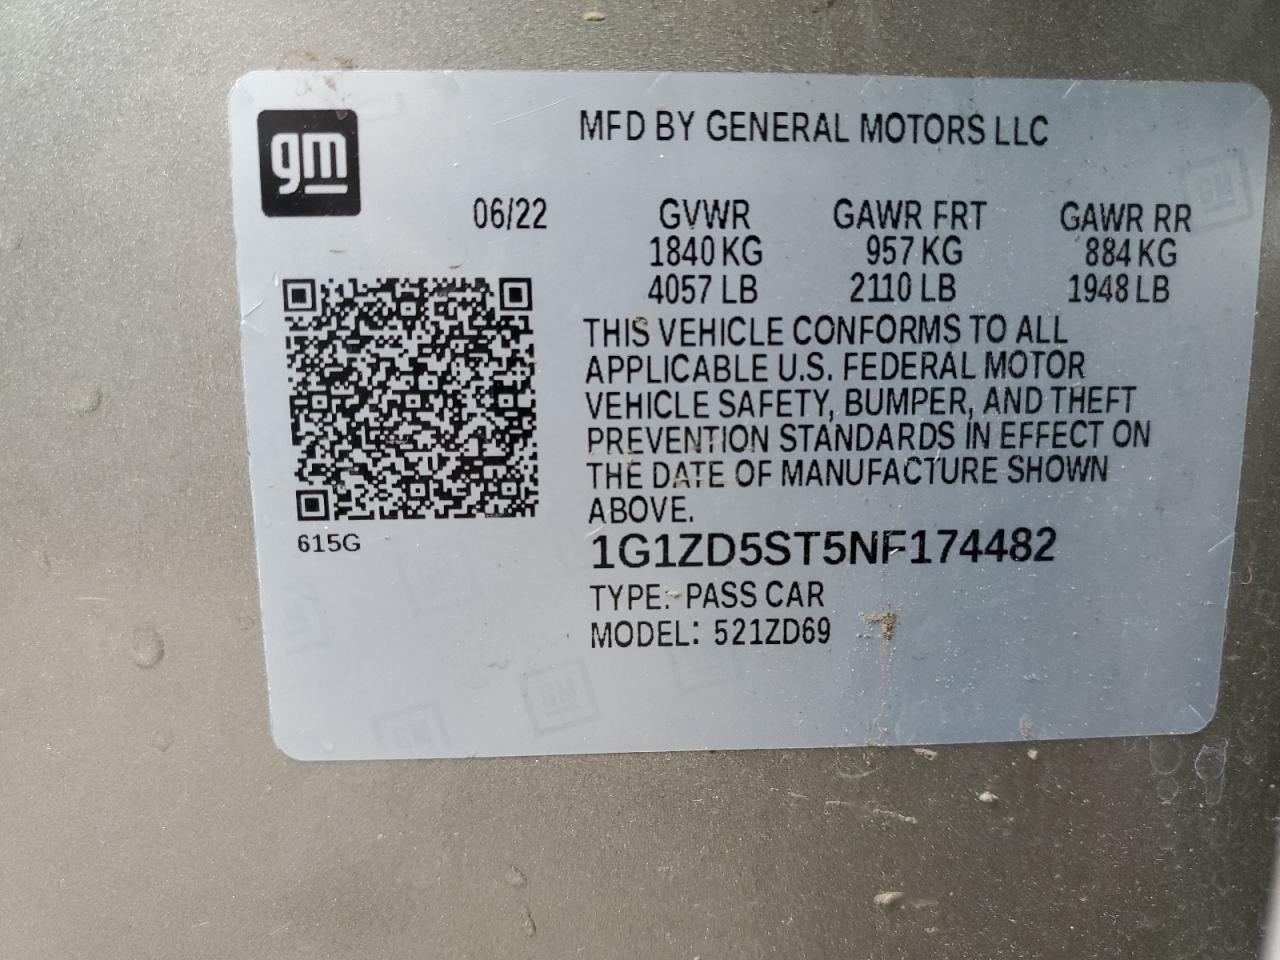 gm
MFD BY GENERAL MOTORS LLC
06/22 GVWR GAWR FRT GAWR RR
1840 KG 957 KG 884 KG
4057 LB 2110 LB 1948 LB
THIS VEHICLE CONFORMS TO ALL
APPLICABLE U.S. FEDERAL MOTOR
VEHICLE SAFETY, BUMPER, AND THEFT
PREVENTION STANDARDS IN EFFECT ON
THE DATE OF MANUFACTURE SHOWN
ABOVE.
615G
1G1ZD5ST5NF174482
TYPE: PASS CAR
MODEL: 521ZD69